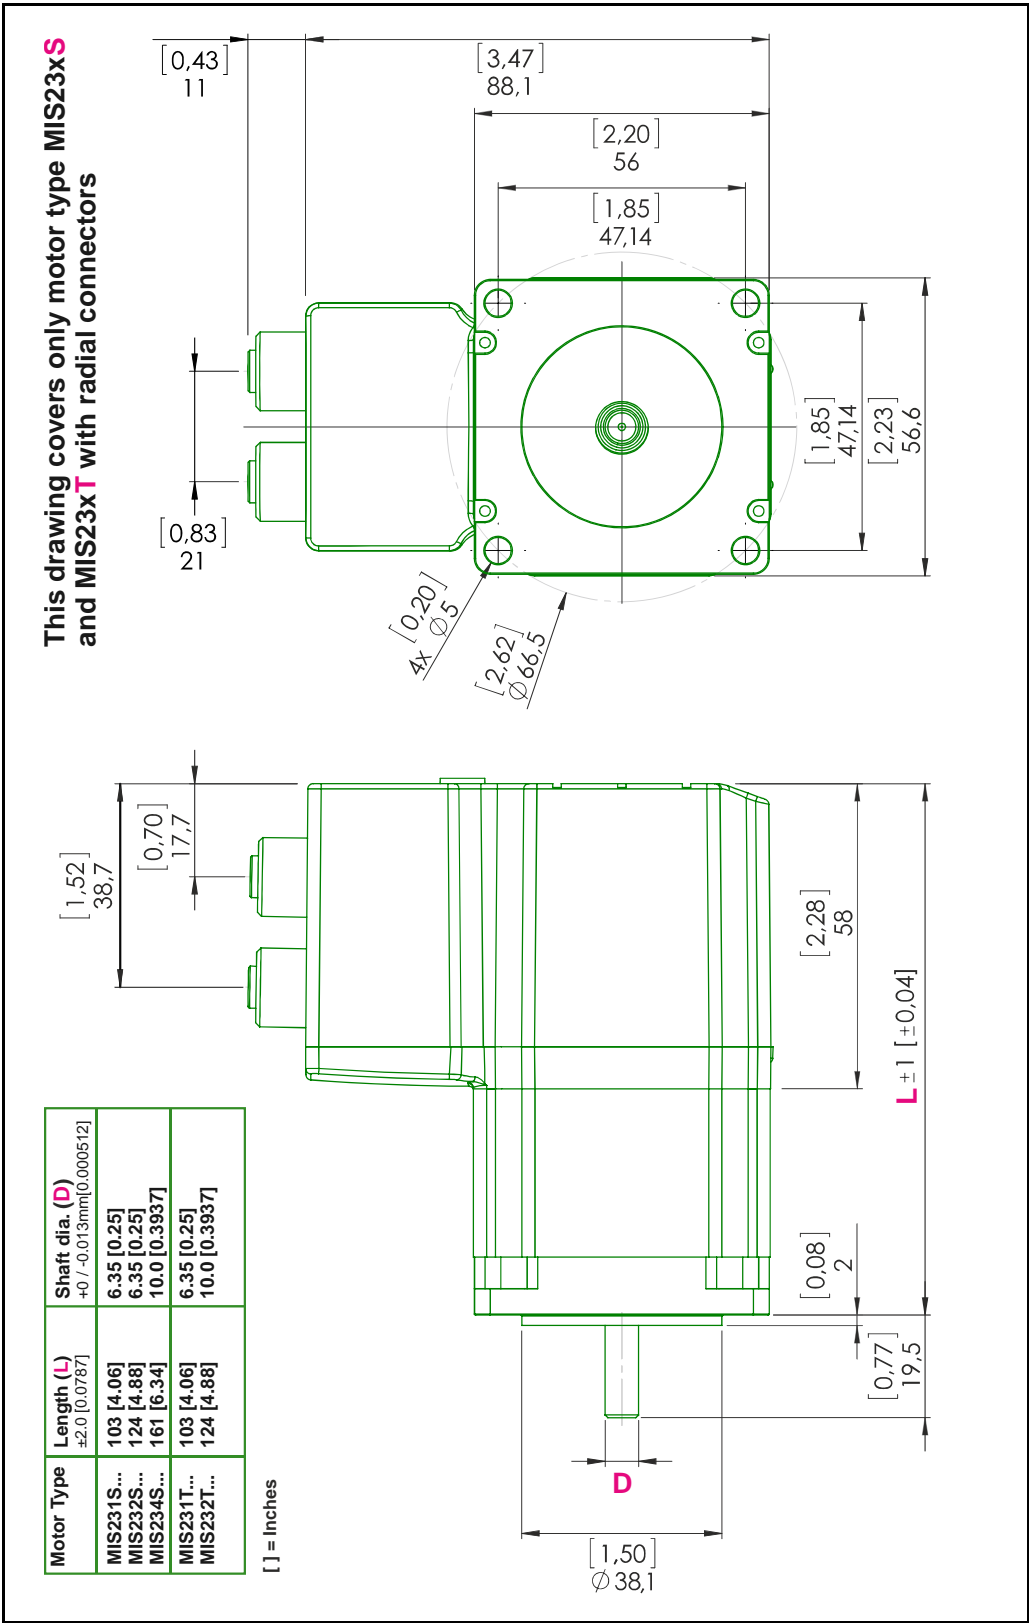 This drawing covers only motor type MIS23xS
and MIS23xT with radial connectors
[0,43]
11
[3,47]
88,1
[2,20]
56
[1,85]
47,14
[1,85]
47,14
[2,23]
56,6
[0,83]
21
[0,20]
4x ∅5
[2,62]
∅66,5
[1,52]
38,7
[0,70]
17,7
[2,28]
58
L±1 [±0,04]
[0,08]
2
[0,77]
19,5
D
[1,50]
∅38,1
Motor Type Length (L) Shaft dia. (D)
±2.0 [0.0787] +0 / -0.013mm[0.000512]
MIS231S... 103 [4.06] 6.35 [0.25]
MIS232S... 124 [4.88] 6.35 [0.25]
MIS234S... 161 [6.34] 10.0 [0.3937]
MIS231T... 103 [4.06] 6.35 [0.25]
MIS232T... 124 [4.88] 10.0 [0.3937]
[ ] = Inches